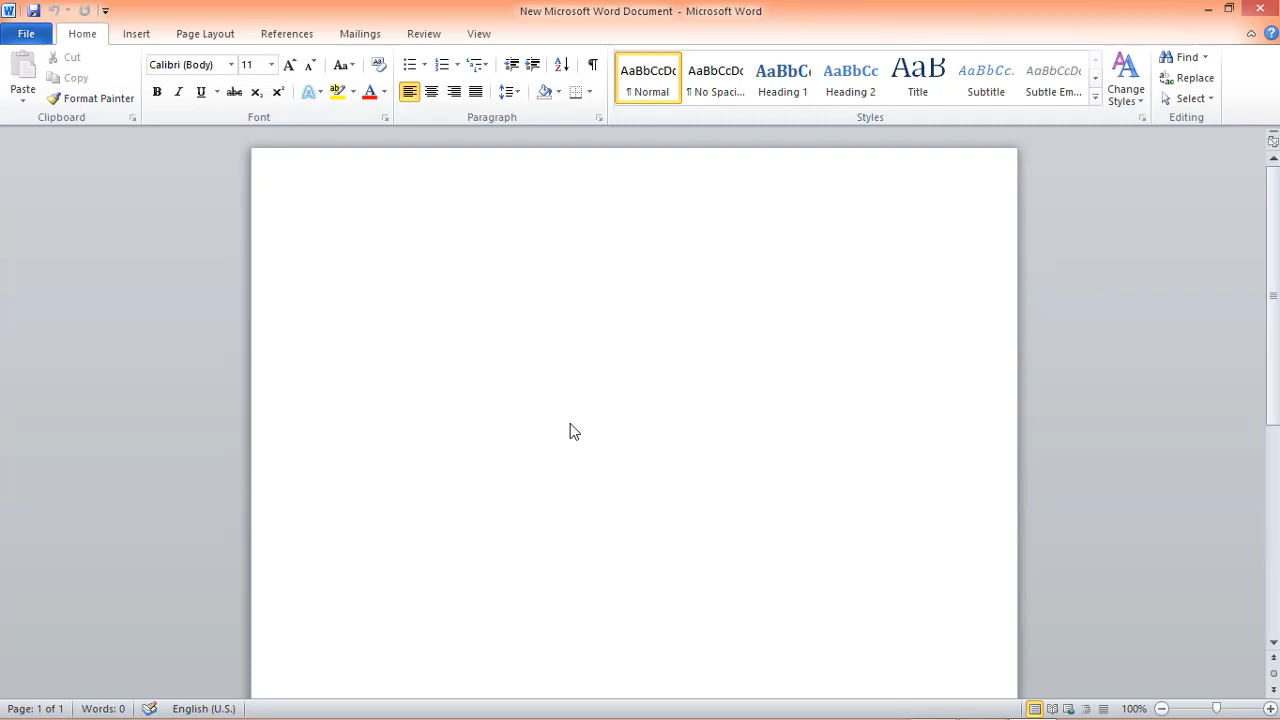 New Microsoft Word Document - Microsoft Word
File Home Insert Page Layout References Mailings Review View
Paste
Cut
Copy
Format Painter
Clipboard
Calibri (Body) 11
Font
Paragraph
AaBbCcDc AaBbCcDc AaBbC AaBbCc AaB AaBbCc. AaBbCcDc
¶ Normal ¶ No Spaci... Heading 1 Heading 2 Title Subtitle Subtle Em...
Change Styles
Styles
Find
Replace
Select
Editing
Page: 1 of 1 Words: 0 English (U.S.) 100%